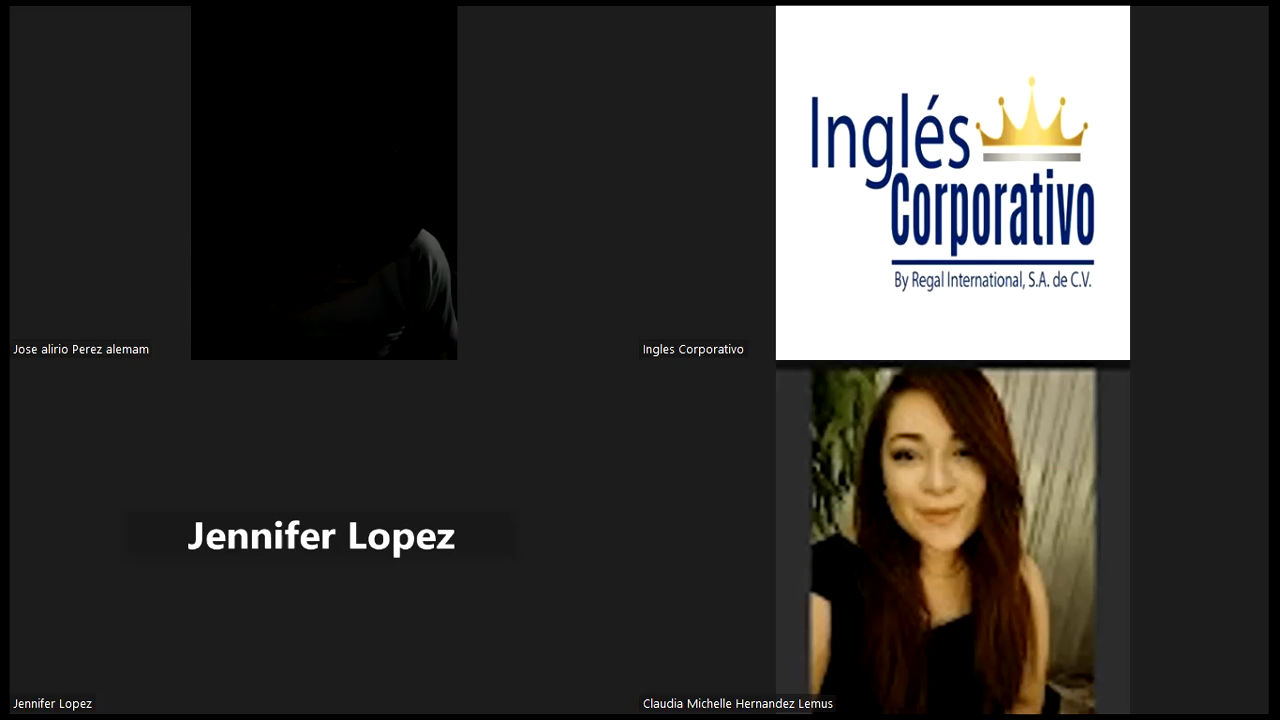 Inglés
Corporativo
By Regal International, S.A. de C.V.
Jose alirio Perez alemam
Ingles Corporativo
Jennifer Lopez
Jennifer Lopez
Claudia Michelle Hernandez Lemus